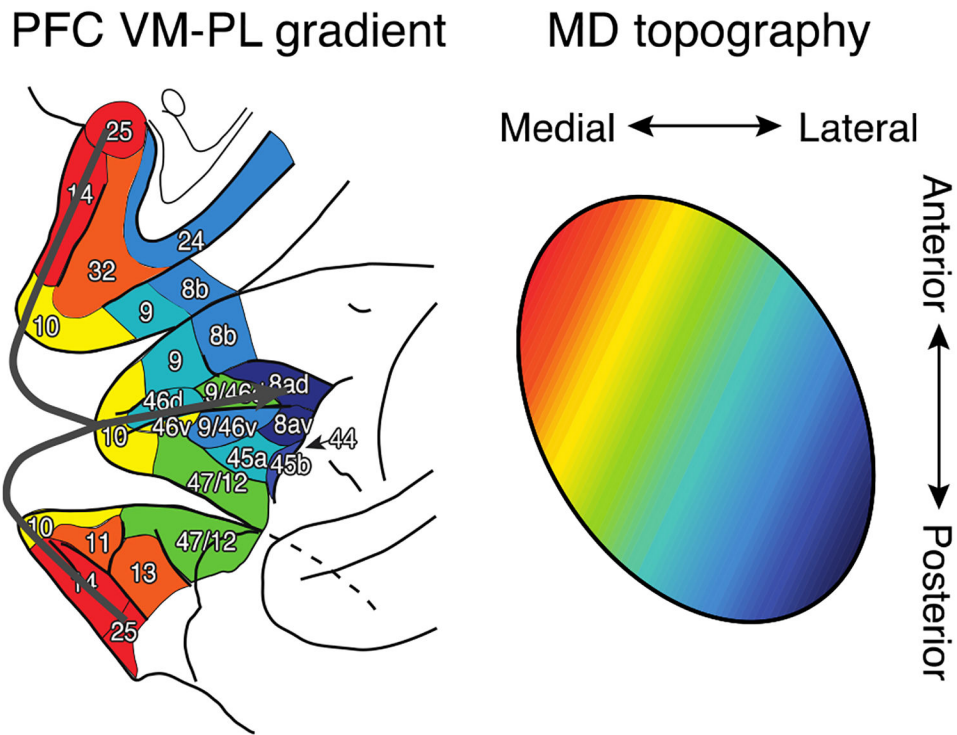 PFC VM-PL gradient
MD topography
Medial
Lateral
Anterior
Posterior
25
14
32
24
10
9
8b
8b
9
46d
8ad
10
46v
9/46v
8av
44
45a
45b
47/12
10
11
47/12
13
14
25